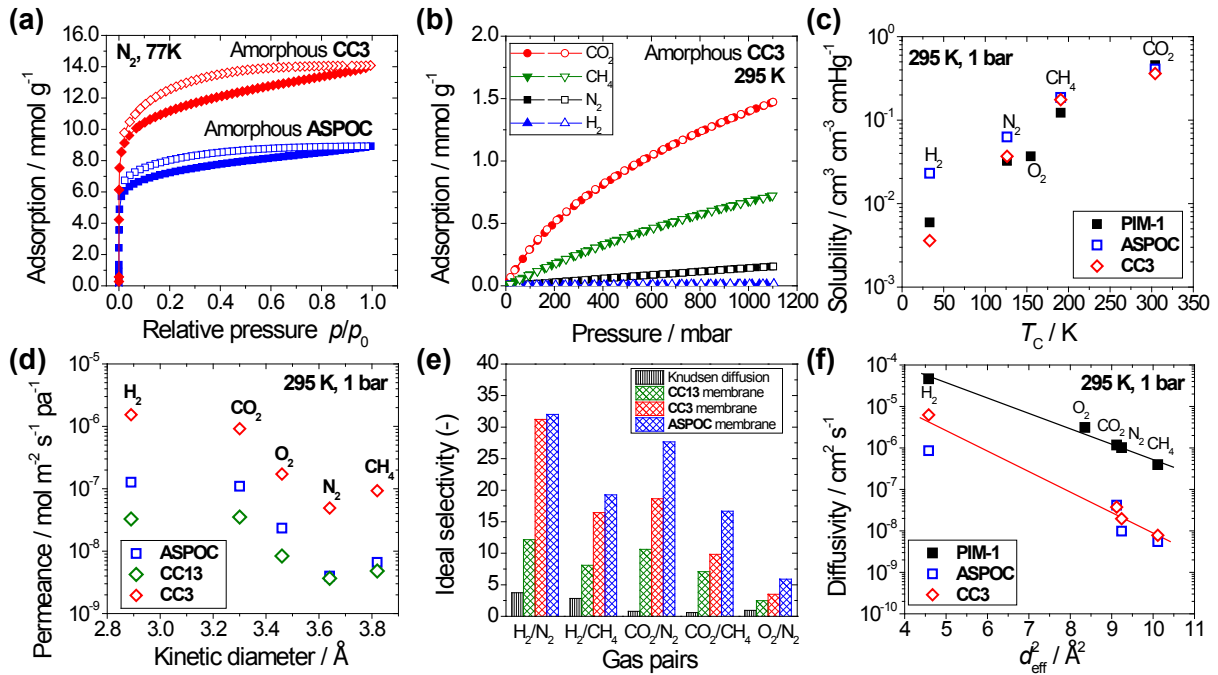 (a)
N2, 77K
Amorphous CC3
Amorphous ASPOC
16.0
14.0
12.0
10.0
8.0
6.0
4.0
2.0
0.0
0.0 0.2 0.4 0.6 0.8 1.0
Adsorption / mmol g-1
Relative pressure p/p0
(b)
CO2
CH4
N2
H2
Amorphous CC3
295 K
2.0
1.5
1.0
0.5
0.0
0 200 400 600 800 1000 1200
Adsorption / mmol g-1
Pressure / mbar
(c)
295 K, 1 bar
CO2
CH4
N2
O2
H2
PIM-1
ASPOC
CC3
10^0
10^-1
10^-2
10^-3
0 50 100 150 200 250 300 350
Solubility / cm3 cm-3 cmHg-1
TC / K
(d)
295 K, 1 bar
H2
CO2
O2
N2
CH4
ASPOC
CC13
CC3
10^-5
10^-6
10^-7
10^-8
10^-9
2.8 3.0 3.2 3.4 3.6 3.8
Permeance / mol m-2 s-1 pa-1
Kinetic diameter / Å
(e)
Knudsen diffusion
CC13 membrane
CC3 membrane
ASPOC membrane
40
35
30
25
20
15
10
5
0
H2/N2 H2/CH4 CO2/N2 CO2/CH4 O2/N2
Ideal selectivity (-)
Gas pairs
(f)
295 K, 1 bar
H2
O2
CO2
N2
CH4
PIM-1
ASPOC
CC3
10^-4
10^-5
10^-6
10^-7
10^-8
10^-9
10^-10
4 5 6 7 8 9 10 11
Diffusivity / cm2 s-1
d2eff / Å2